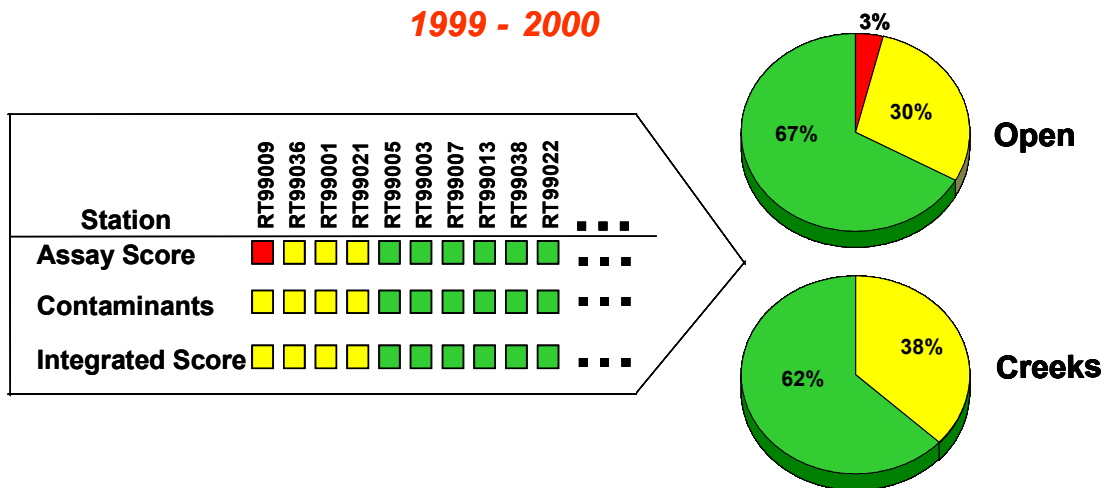 1999 - 2000
Station
RT99009
RT99036
RT99001
RT99021
RT99005
RT99003
RT99007
RT99013
RT99038
RT99022
...
Assay Score
...
Contaminants
...
Integrated Score
...
3%
30%
67%
Open
38%
62%
Creeks